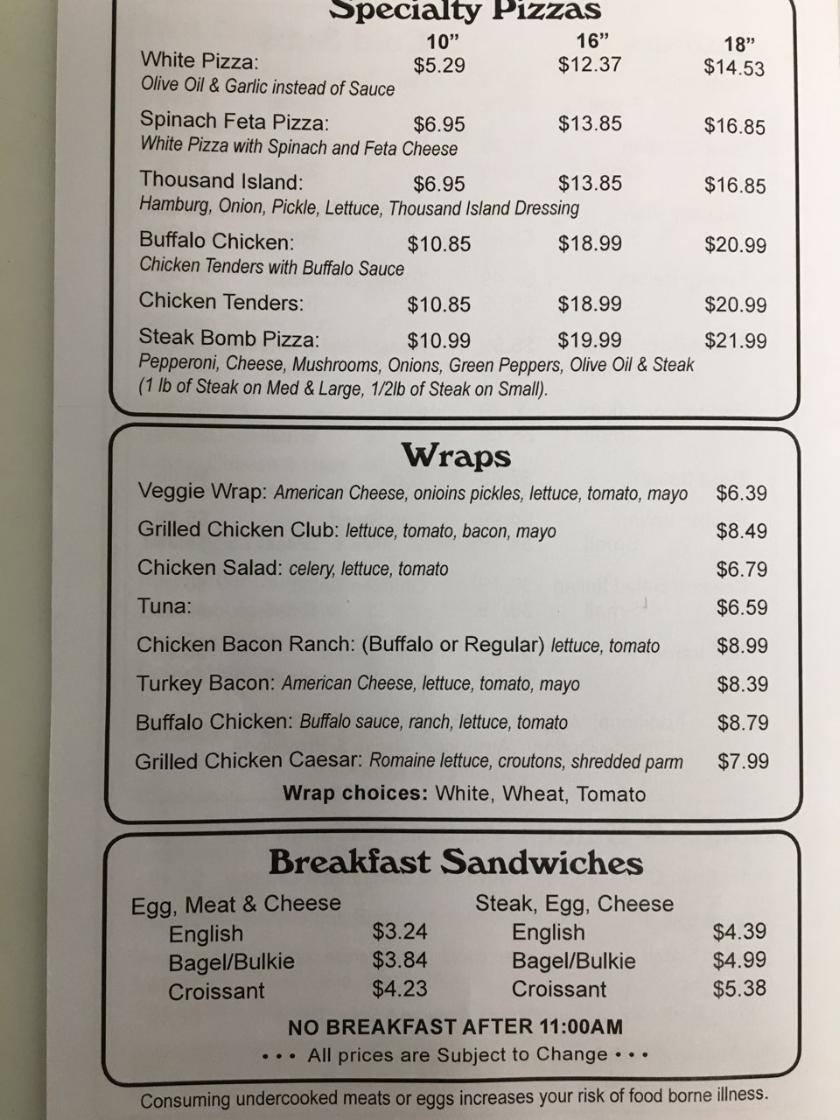 Specialty Pizzas
10” 16” 18”
White Pizza: $5.29 $12.37 $14.53
Olive Oil & Garlic instead of Sauce
Spinach Feta Pizza: $6.95 $13.85 $16.85
White Pizza with Spinach and Feta Cheese
Thousand Island: $6.95 $13.85 $16.85
Hamburg, Onion, Pickle, Lettuce, Thousand Island Dressing
Buffalo Chicken: $10.85 $18.99 $20.99
Chicken Tenders with Buffalo Sauce
Chicken Tenders: $10.85 $18.99 $20.99
Steak Bomb Pizza: $10.99 $19.99 $21.99
Pepperoni, Cheese, Mushrooms, Onions, Green Peppers, Olive Oil & Steak
(1 lb of Steak on Med & Large, 1/2lb of Steak on Small).
Wraps
Veggie Wrap: American Cheese, onioins pickles, lettuce, tomato, mayo $6.39
Grilled Chicken Club: lettuce, tomato, bacon, mayo $8.49
Chicken Salad: celery, lettuce, tomato $6.79
Tuna: $6.59
Chicken Bacon Ranch: (Buffalo or Regular) lettuce, tomato $8.99
Turkey Bacon: American Cheese, lettuce, tomato, mayo $8.39
Buffalo Chicken: Buffalo sauce, ranch, lettuce, tomato $8.79
Grilled Chicken Caesar: Romaine lettuce, croutons, shredded parm $7.99
Wrap choices: White, Wheat, Tomato
Breakfast Sandwiches
Egg, Meat & Cheese Steak, Egg, Cheese
English $3.24 English $4.39
Bagel/Bulkie $3.84 Bagel/Bulkie $4.99
Croissant $4.23 Croissant $5.38
NO BREAKFAST AFTER 11:00AM
• • • All prices are Subject to Change • • •
Consuming undercooked meats or eggs increases your risk of food borne illness.